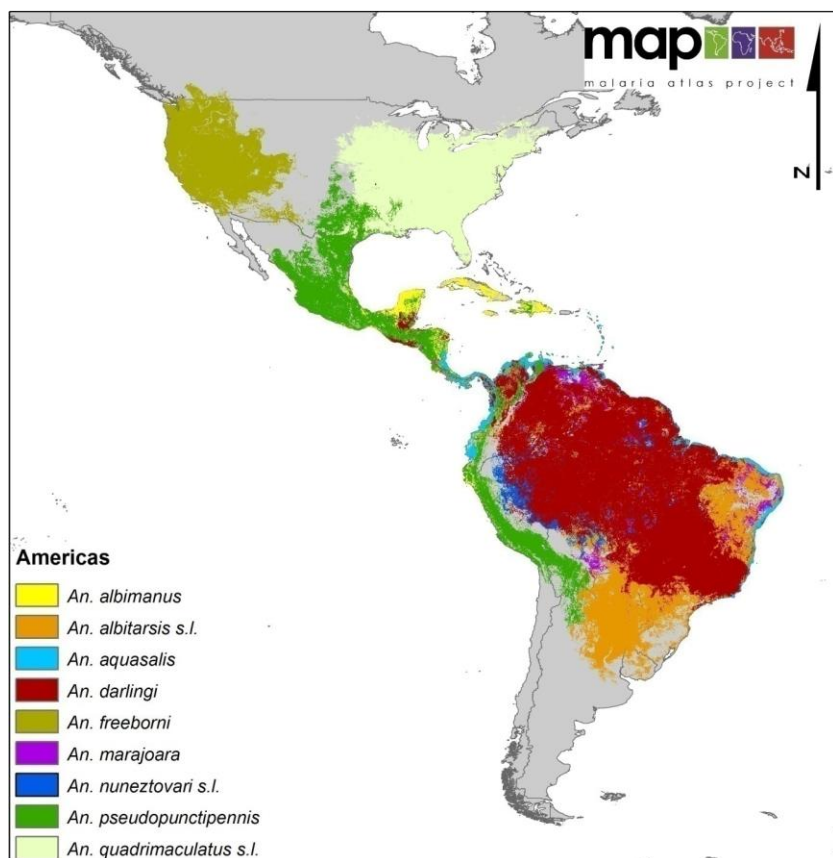 map
malaria atlas project
N
Americas
An. albimanus
An. albitarsis s.l.
An. aquasalis
An. darlingi
An. freeborni
An. marajoara
An. nuneztovari s.l.
An. pseudopunctipennis
An. quadrimaculatus s.l.